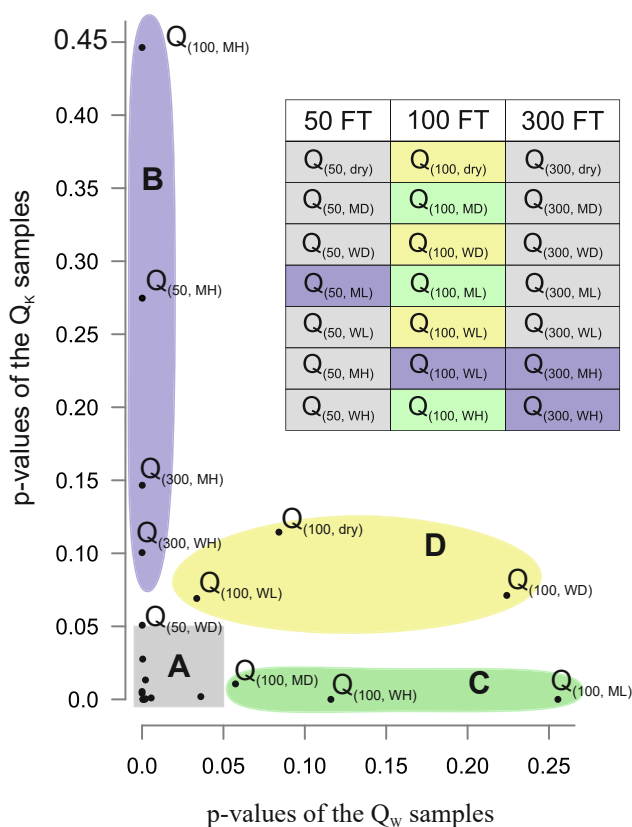 0.45
0.40
0.35
0.30
0.25
0.20
0.15
0.10
0.05
0.0
p-values of the Q_K samples
Q(100, MH)
B
Q(50, MH)
Q(300, MH)
Q(300, WH)
50 FT 100 FT 300 FT
Q(50, dry) Q(100, dry) Q(300, dry)
Q(50, MD) Q(100, MD) Q(300, MD)
Q(50, WD) Q(100, WD) Q(300, WD)
Q(50, ML) Q(100, ML) Q(300, ML)
Q(50, WL) Q(100, WL) Q(300, WL)
Q(50, MH) Q(100, WL) Q(300, MH)
Q(50, WH) Q(100, WH) Q(300, WH)
Q(100, dry)
D
Q(100, WL)
Q(100, WD)
Q(50, WD)
A
Q(100, MD)
Q(100, WH)
C
Q(100, ML)
0.0 0.05 0.10 0.15 0.20 0.25
p-values of the Q_W samples